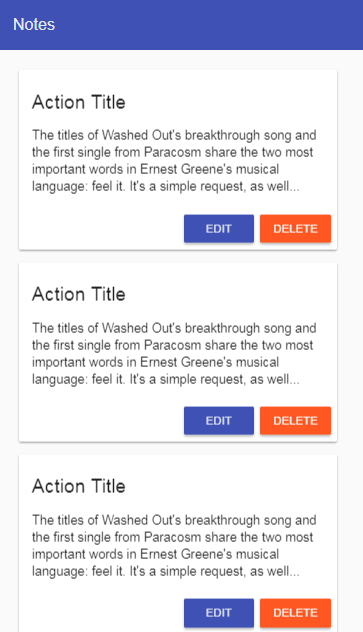 Notes
Action Title
The titles of Washed Out's breakthrough song and
the first single from Paracosm share the two most
important words in Ernest Greene's musical
language: feel it. It's a simple request, as well...
EDIT DELETE
Action Title
The titles of Washed Out's breakthrough song and
the first single from Paracosm share the two most
important words in Ernest Greene's musical
language: feel it. It's a simple request, as well...
EDIT DELETE
Action Title
The titles of Washed Out's breakthrough song and
the first single from Paracosm share the two most
important words in Ernest Greene's musical
language: feel it. It's a simple request, as well...
EDIT DELETE